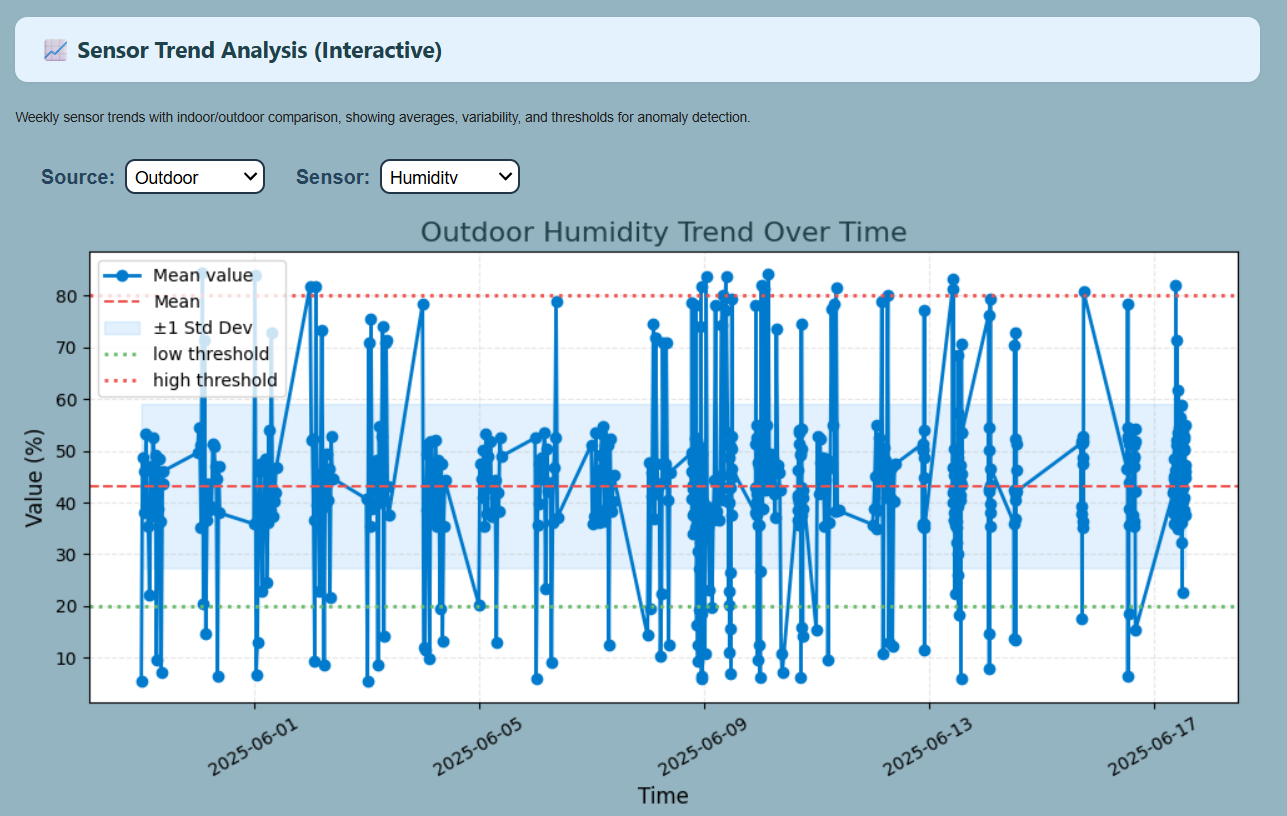 📈 Sensor Trend Analysis (Interactive)
Weekly sensor trends with indoor/outdoor comparison, showing averages, variability, and thresholds for anomaly detection.
Source: Outdoor Sensor: Humidity
Outdoor Humidity Trend Over Time
Mean value
Mean
±1 Std Dev
low threshold
high threshold
80
70
60
50
40
30
20
10
Value (%)
2025-06-01
2025-06-05
2025-06-09
2025-06-13
2025-06-17
Time